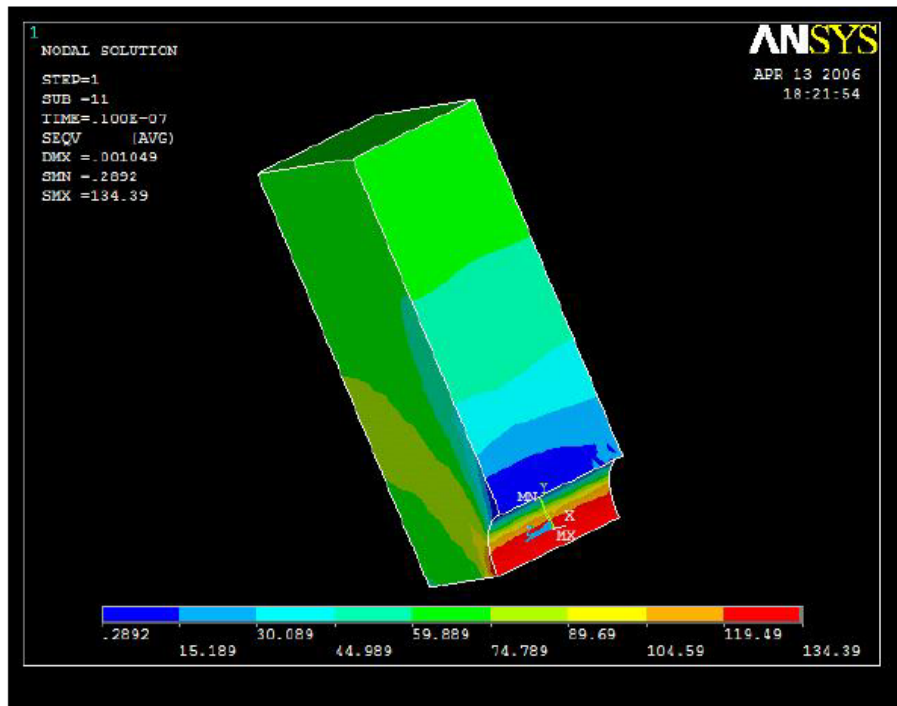 1
NODAL SOLUTION
ANSYS
STEP=1
SUB =11
TIME=.100E-07
SEQV (AVG)
DMX =.001049
SMN =.2892
SMX =134.39
APR 13 2006
18:21:54
MN Y
X
MX
.2892 30.089 59.889 89.69 119.49
15.189 44.989 74.789 104.59 134.39